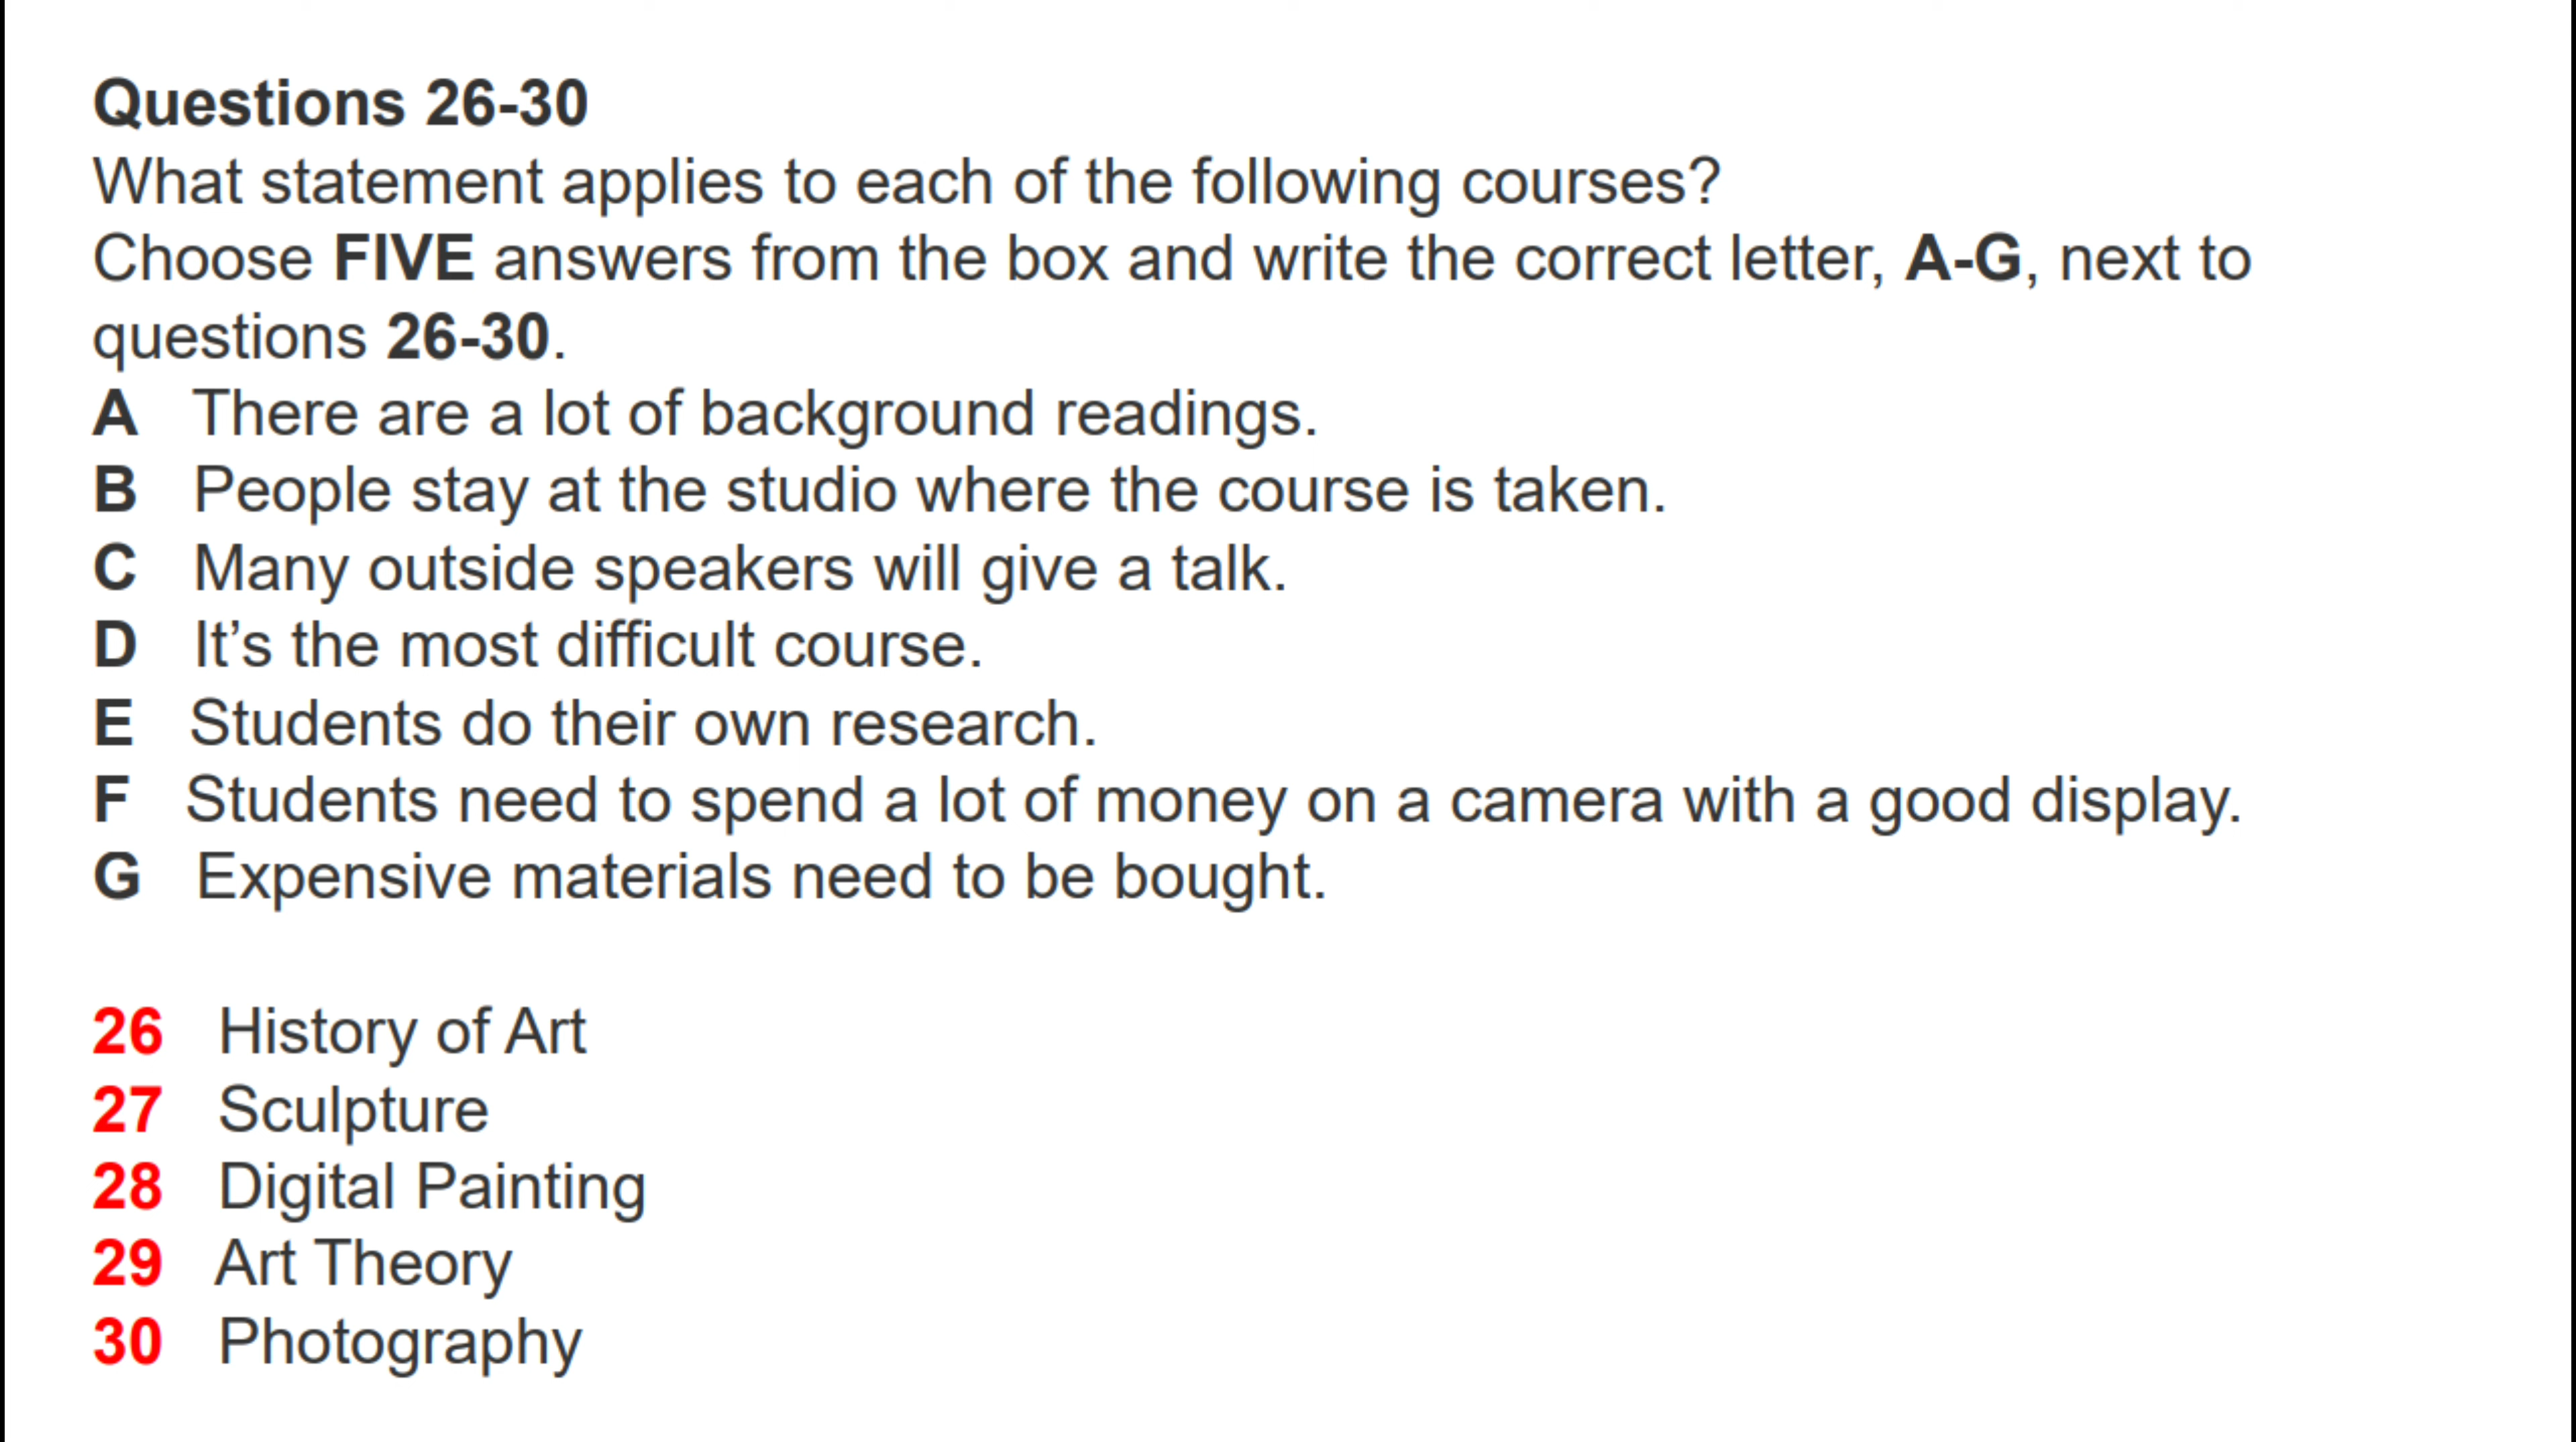 Questions 26-30
What statement applies to each of the following courses?
Choose FIVE answers from the box and write the correct letter, A-G, next to
questions 26-30.
A There are a lot of background readings.
B People stay at the studio where the course is taken.
C Many outside speakers will give a talk.
D It’s the most difficult course.
E Students do their own research.
F Students need to spend a lot of money on a camera with a good display.
G Expensive materials need to be bought.
26 History of Art
27 Sculpture
28 Digital Painting
29 Art Theory
30 Photography